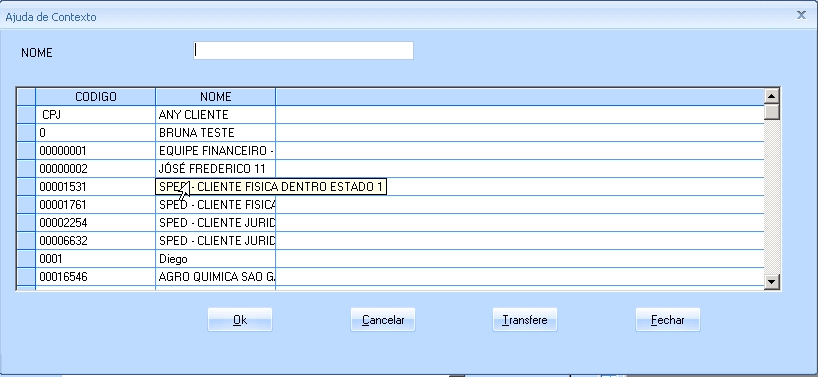 Ajuda de Contexto x
NOME
CODIGO NOME
CPJ ANY CLIENTE
0 BRUNA TESTE
00000001 EQUIPE FINANCEIRO -
00000002 JÓSÉ FREDERICO 11
00001531 SPED - CLIENTE FISICA DENTRO ESTADO 1
00001761 SPED - CLIENTE FISICA
00002254 SPED - CLIENTE JURID
00006632 SPED - CLIENTE JURID
0001 Diego
00016546 AGRO QUIMICA SAO GA
Ok Cancelar Transfere Fechar